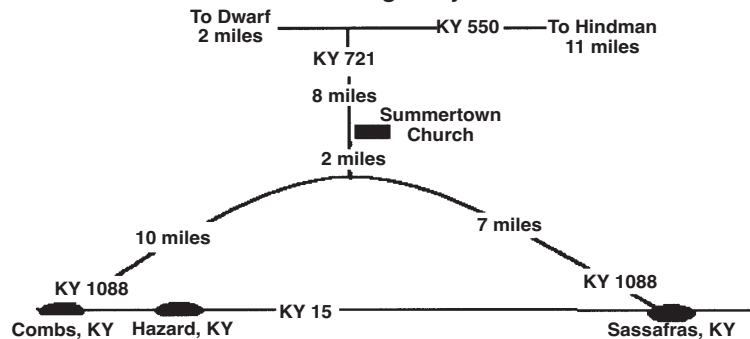 To Dwarf
2 miles
KY 550
To Hindman
11 miles
KY 721
8 miles
Summertown
Church
2 miles
10 miles
7 miles
KY 1088
KY 1088
KY 15
Combs, KY
Hazard, KY
Sassafras, KY